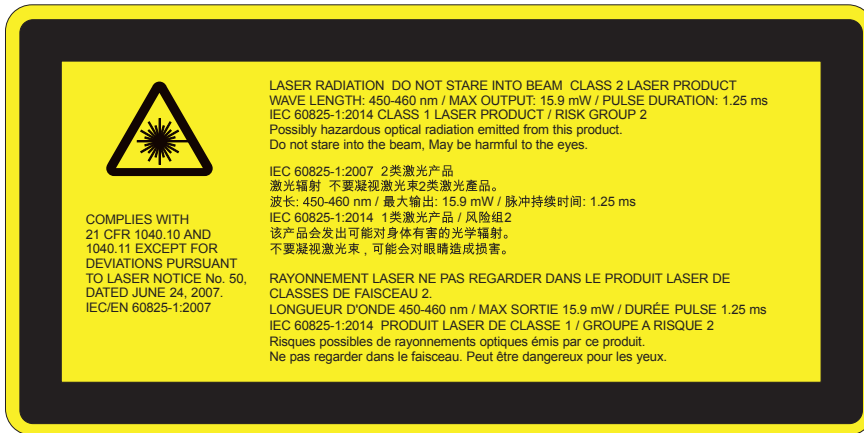 COMPLIES WITH
21 CFR 1040.10 AND
1040.11 EXCEPT FOR
DEVIATIONS PURSUANT
TO LASER NOTICE No. 50,
DATED JUNE 24, 2007.
IEC/EN 60825-1:2007
LASER RADIATION DO NOT STARE INTO BEAM CLASS 2 LASER PRODUCT
WAVE LENGTH: 450-460 nm / MAX OUTPUT: 15.9 mW / PULSE DURATION: 1.25 ms
IEC 60825-1:2014 CLASS 1 LASER PRODUCT / RISK GROUP 2
Possibly hazardous optical radiation emitted from this product.
Do not stare into the beam, May be harmful to the eyes.
IEC 60825-1:2007 2类激光产品
激光辐射 不要凝视激光束2类激光產品。
波长: 450-460 nm / 最大输出: 15.9 mW / 脉冲持续时间: 1.25 ms
IEC 60825-1:2014 1类激光产品 / 风险组2
该产品会发出可能对身体有害的光学辐射。
不要凝视激光束，可能会对眼睛造成损害。
RAYONNEMENT LASER NE PAS REGARDER DANS LE PRODUIT LASER DE
CLASSES DE FAISCEAU 2.
LONGUEUR D'ONDE 450-460 nm / MAX SORTIE 15.9 mW / DURÉE PULSE 1.25 ms
IEC 60825-1:2014 PRODUIT LASER DE CLASSE 1 / GROUPE A RISQUE 2
Risques possibles de rayonnements optiques émis par ce produit.
Ne pas regarder dans le faisceau. Peut être dangereux pour les yeux.